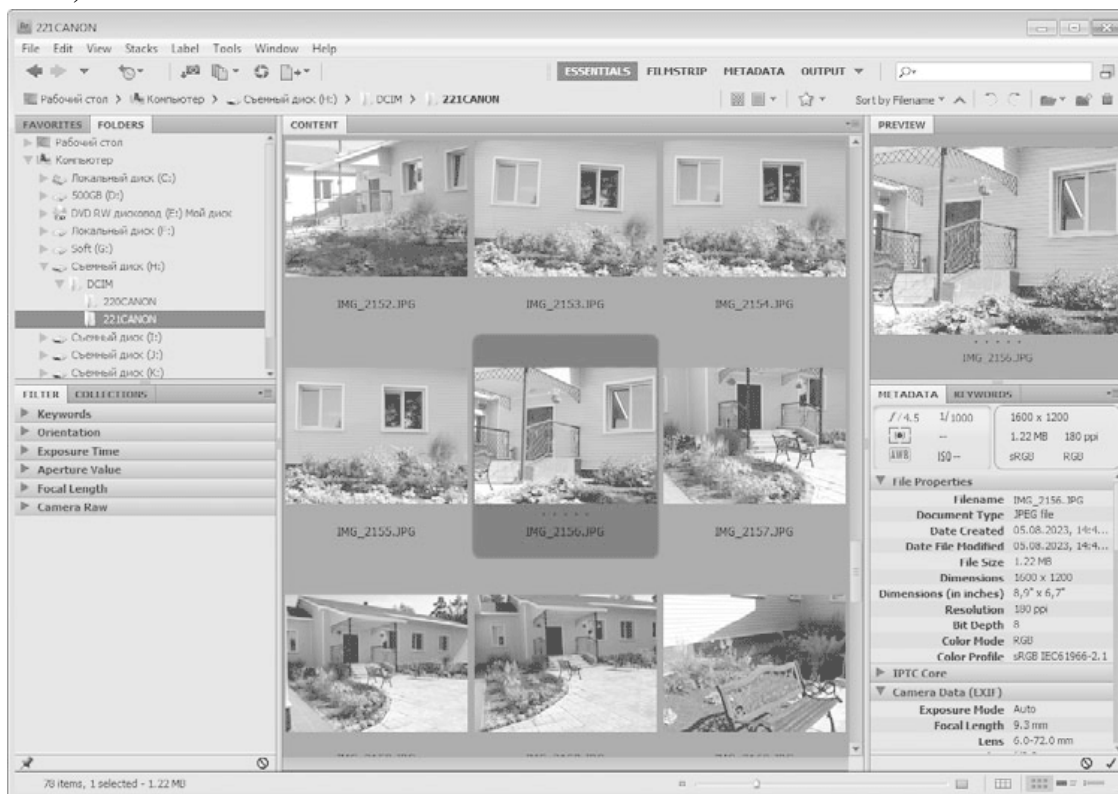 221CANON
File Edit View Stacks Label Tools Window Help
ESSENTIALS FILMSTRIP METADATA OUTPUT
Рабочий стол > Компьютер > Съемный диск (H:) > DCIM > 221CANON
Sort by Filename
FAVORITES FOLDERS
Рабочий стол
Компьютер
Локальный диск (C:)
500GB (D:)
DVD RW дисковод (E:) Мой диск
Локальный диск (F:)
Soft (G:)
Съемный диск (H:)
DCIM
220CANON
221CANON
Съемный диск (I:)
Съемный диск (J:)
Съемный диск (K:)
FILTER COLLECTIONS
Keywords
Orientation
Exposure Time
Aperture Value
Focal Length
Camera Raw
CONTENT
IMG_2152.JPG IMG_2153.JPG IMG_2154.JPG
IMG_2155.JPG IMG_2156.JPG IMG_2157.JPG
PREVIEW
IMG_2156.JPG
METADATA KEYWORDS
f/4.5 1/1000 1600 x 1200
-- 1.22 MB 180 ppi
AWB ISO -- sRGB RGB
File Properties
Filename IMG_2156.JPG
Document Type JPEG file
Date Created 05.08.2023, 14:4...
Date File Modified 05.08.2023, 14:4...
File Size 1.22 MB
Dimensions 1600 x 1200
Dimensions (in inches) 8,9" x 6,7"
Resolution 180 ppi
Bit Depth 8
Color Mode RGB
Color Profile sRGB IEC61966-2.1
IPTC Core
Camera Data (EXIF)
Exposure Mode Auto
Focal Length 9.3 mm
Lens 6.0-72.0 mm
78 items, 1 selected - 1.22 MB